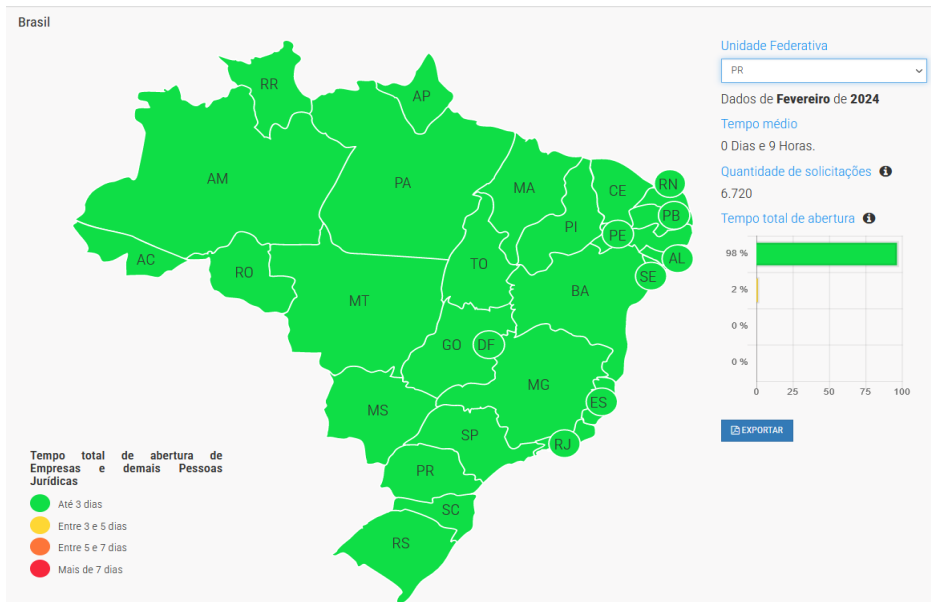 Brasil
Unidade Federativa
PR
Dados de Fevereiro de 2024
Tempo médio
0 Dias e 9 Horas.
Quantidade de solicitações
6.720
Tempo total de abertura
98 %
2 %
0 %
0 %
0 25 50 75 100
EXPORTAR
RR
AP
AM
PA
MA
CE
RN
PB
PI
PE
AC
RO
TO
AL
SE
MT
BA
GO
DF
MG
ES
MS
SP
RJ
PR
SC
RS
Tempo total de abertura de
Empresas e demais Pessoas
Jurídicas
Até 3 dias
Entre 3 e 5 dias
Entre 5 e 7 dias
Mais de 7 dias